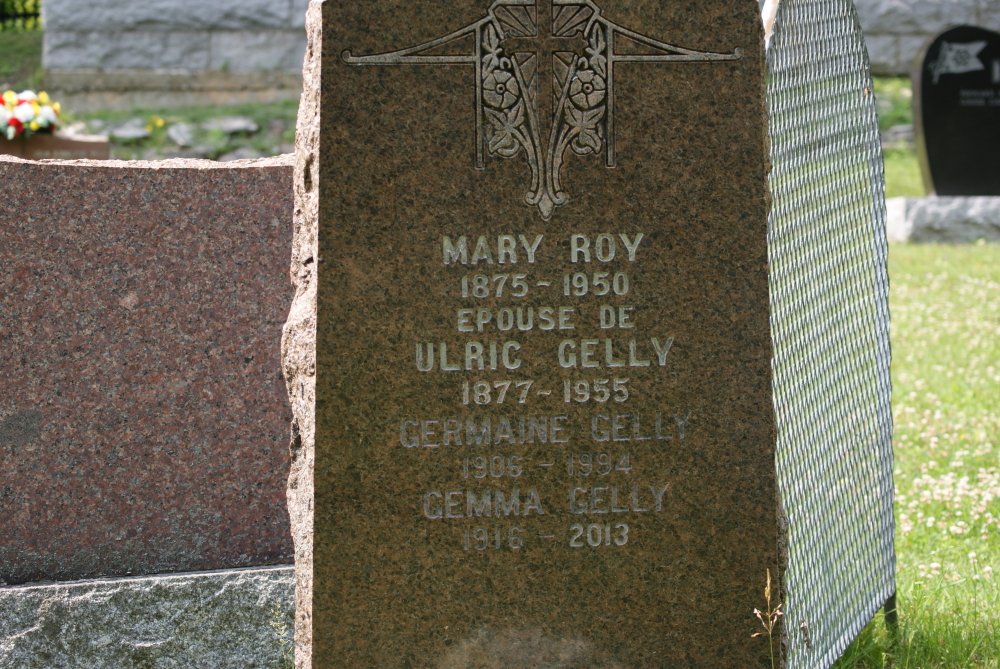 MARY ROY
1875 - 1950
EPOUSE DE
ULRIC GELLY
1877 - 1955
GERMAINE GELLY
1906 - 1994
GEMMA GELLY
1916 - 2013